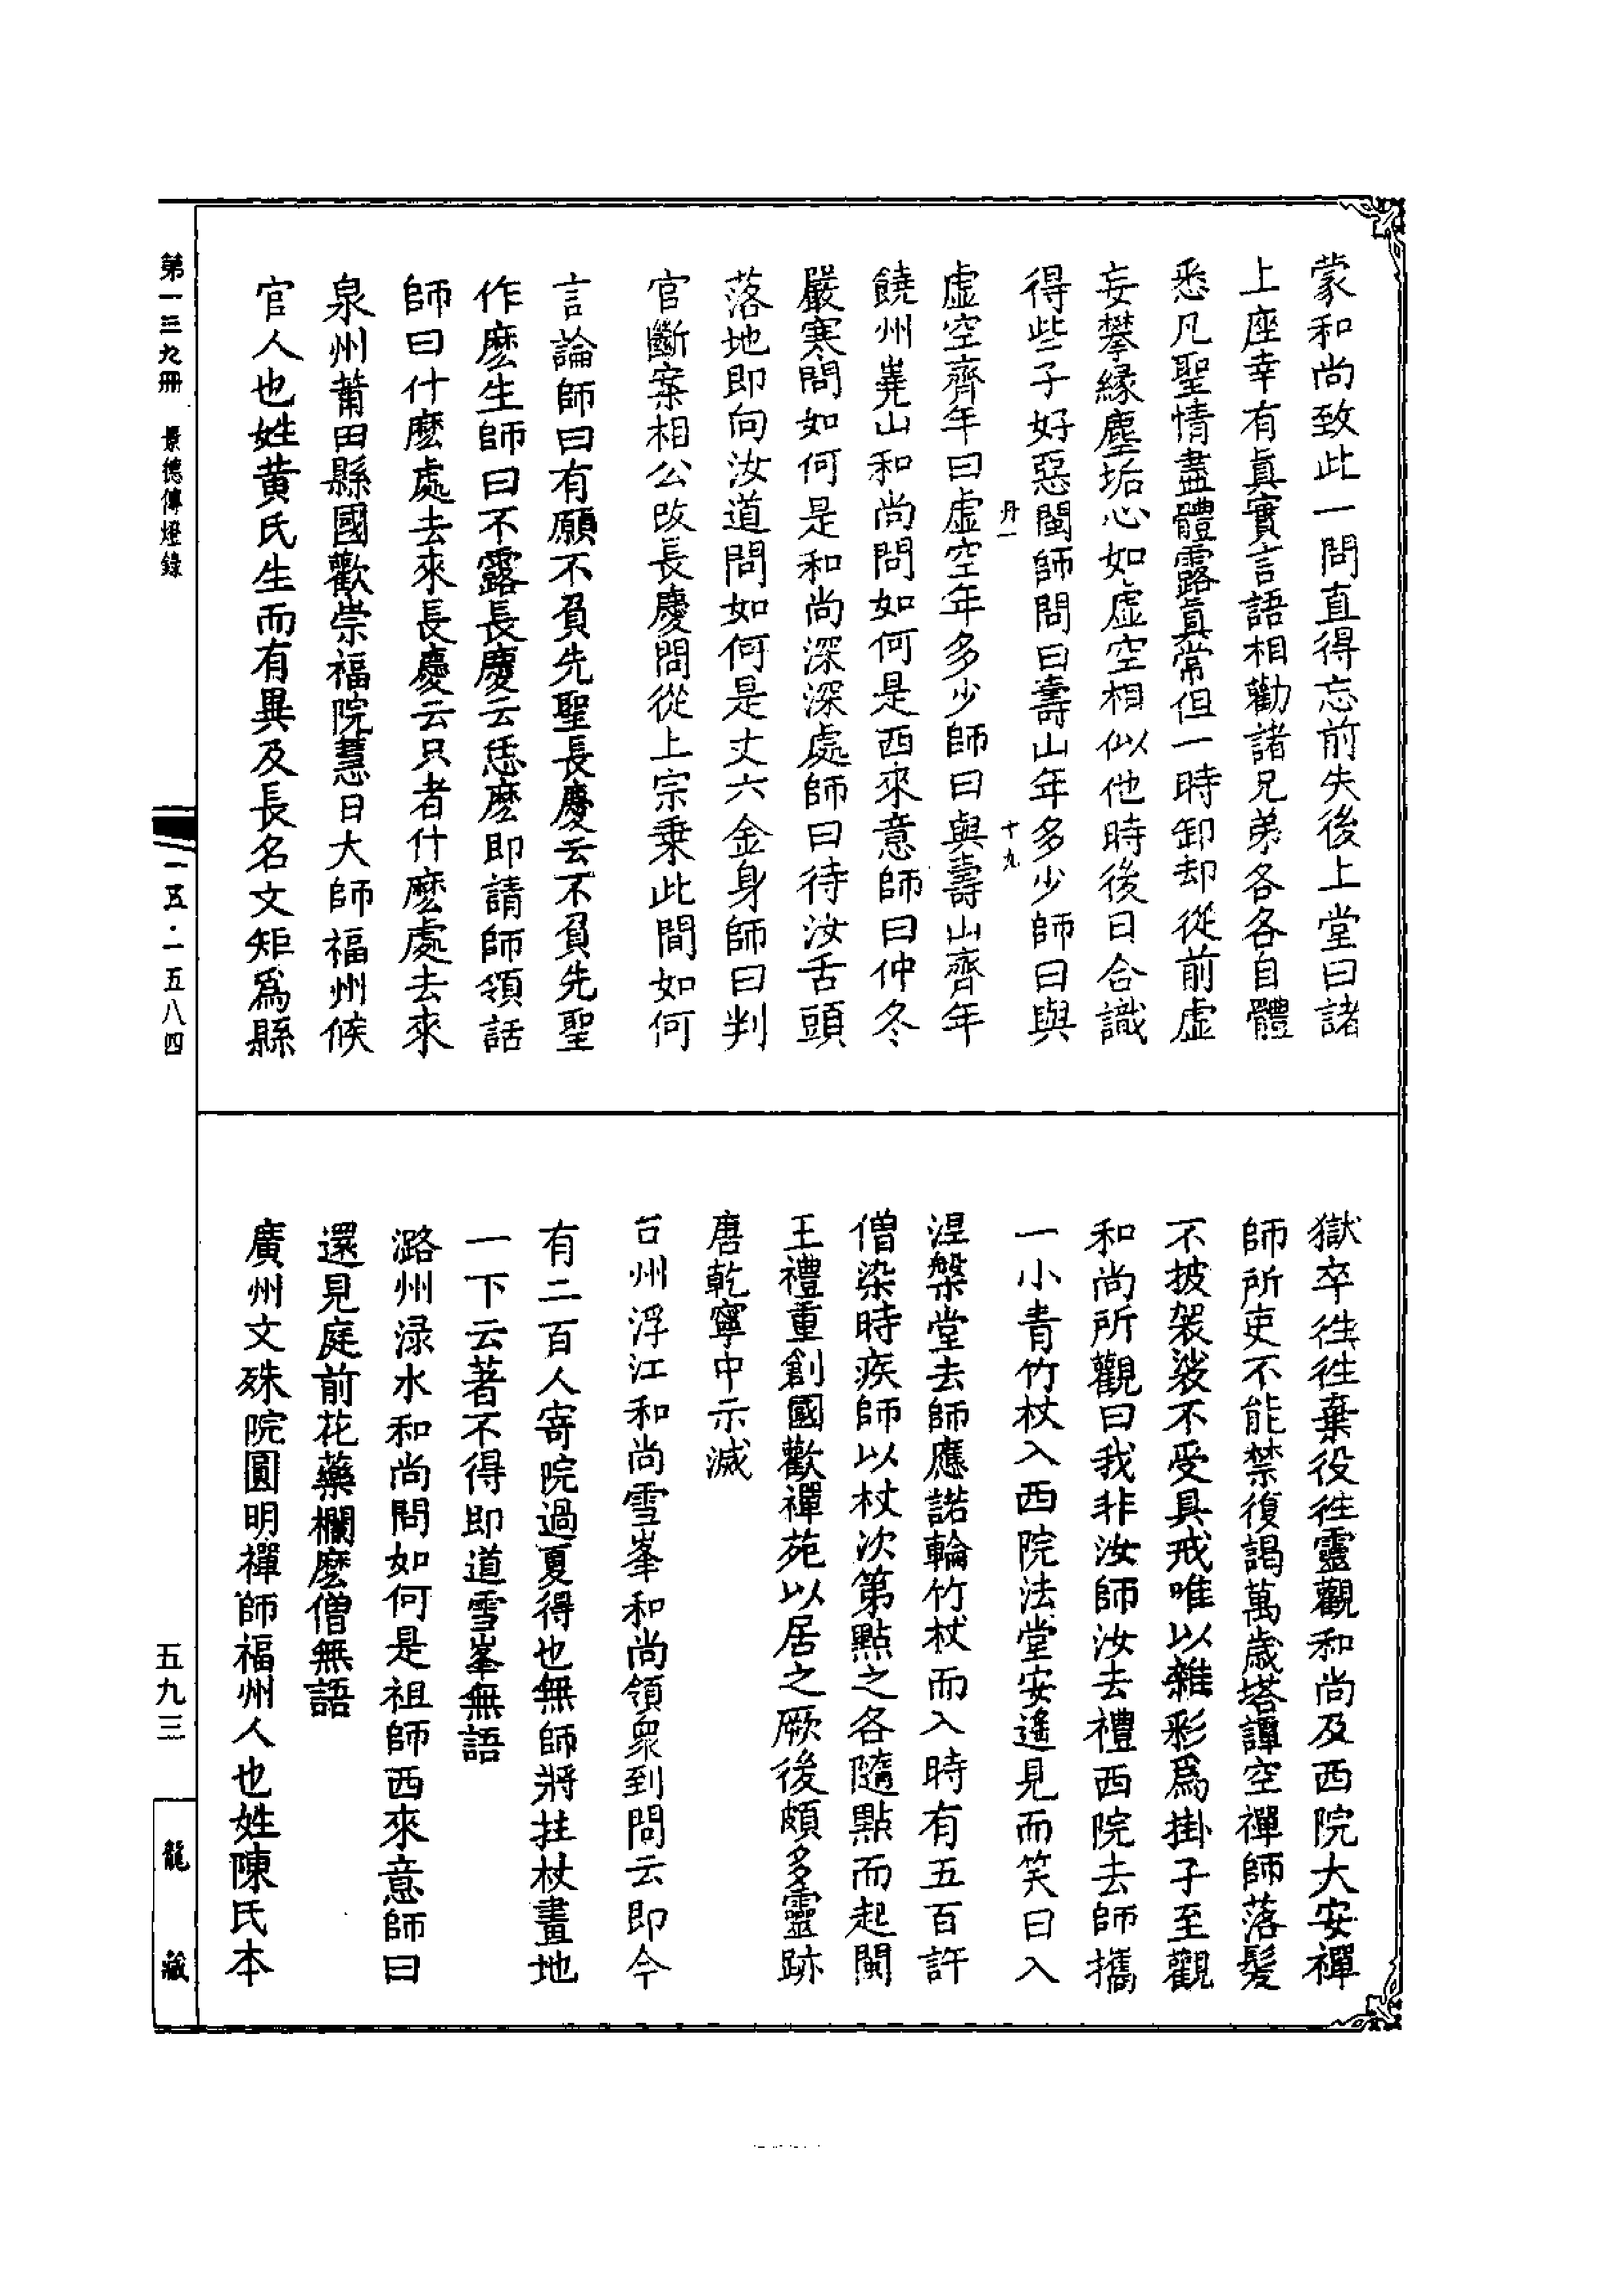 蒙和尚致此一問直得忘前失後上堂曰諸
上座幸有眞實言語相勸諸兄弟各各自體
悉凡聖情盡體露眞常但一時卸却從前虛
妄攀緣塵垢心如虛空相似他時後日合識
得些子好惡閩師問曰壽山年多少師曰與
丹一 十九
虛空齊年曰虛空年多少師曰與壽山齊年
饒州嶤山和尚問如何是西來意師曰仲冬
嚴寒問如何是和尚深深處師曰待汝舌頭
落地即向汝道問如何是丈六金身師曰判
官斷案相公改長慶問從上宗乘此間如何
言論師曰有願不負先聖長慶云不負先聖
作麽生師曰不露長慶云恁麽即請師領話
師曰什麽處去來長慶云只者什麽處去來
泉州莆田縣國歡崇福院慧日大師福州候
官人也姓黃氏生而有異及長名文矩爲縣
獄卒往往棄役往靈觀和尚及西院大安禪
師所吏不能禁復謁萬歲塔譚空禪師落髮
不披袈裟不受具戒唯以雜彩爲掛子至觀
和尚所觀曰我非汝師汝去禮西院去師攜
一小青竹杖入西院法堂安遙見而笑曰入
涅槃堂去師應諾輪竹杖而入時有五百許
僧染時疾師以杖次第點之各隨點而起閩
王禮重創國歡禪苑以居之厥後頗多靈跡
唐乾寧中示滅
台州浮江和尚雪峯和尚領衆到問云即今
有二百人寄院過夏得也無師將拄杖畫地
一下云著不得即道雪峯無語
潞州渌水和尚問如何是祖師西來意師曰
還見庭前花藥欄麽僧無語
廣州文殊院圓明禪師福州人也姓陳氏本
第一三九冊 景德傳燈錄
一五·一五八四
五九三
龍藏